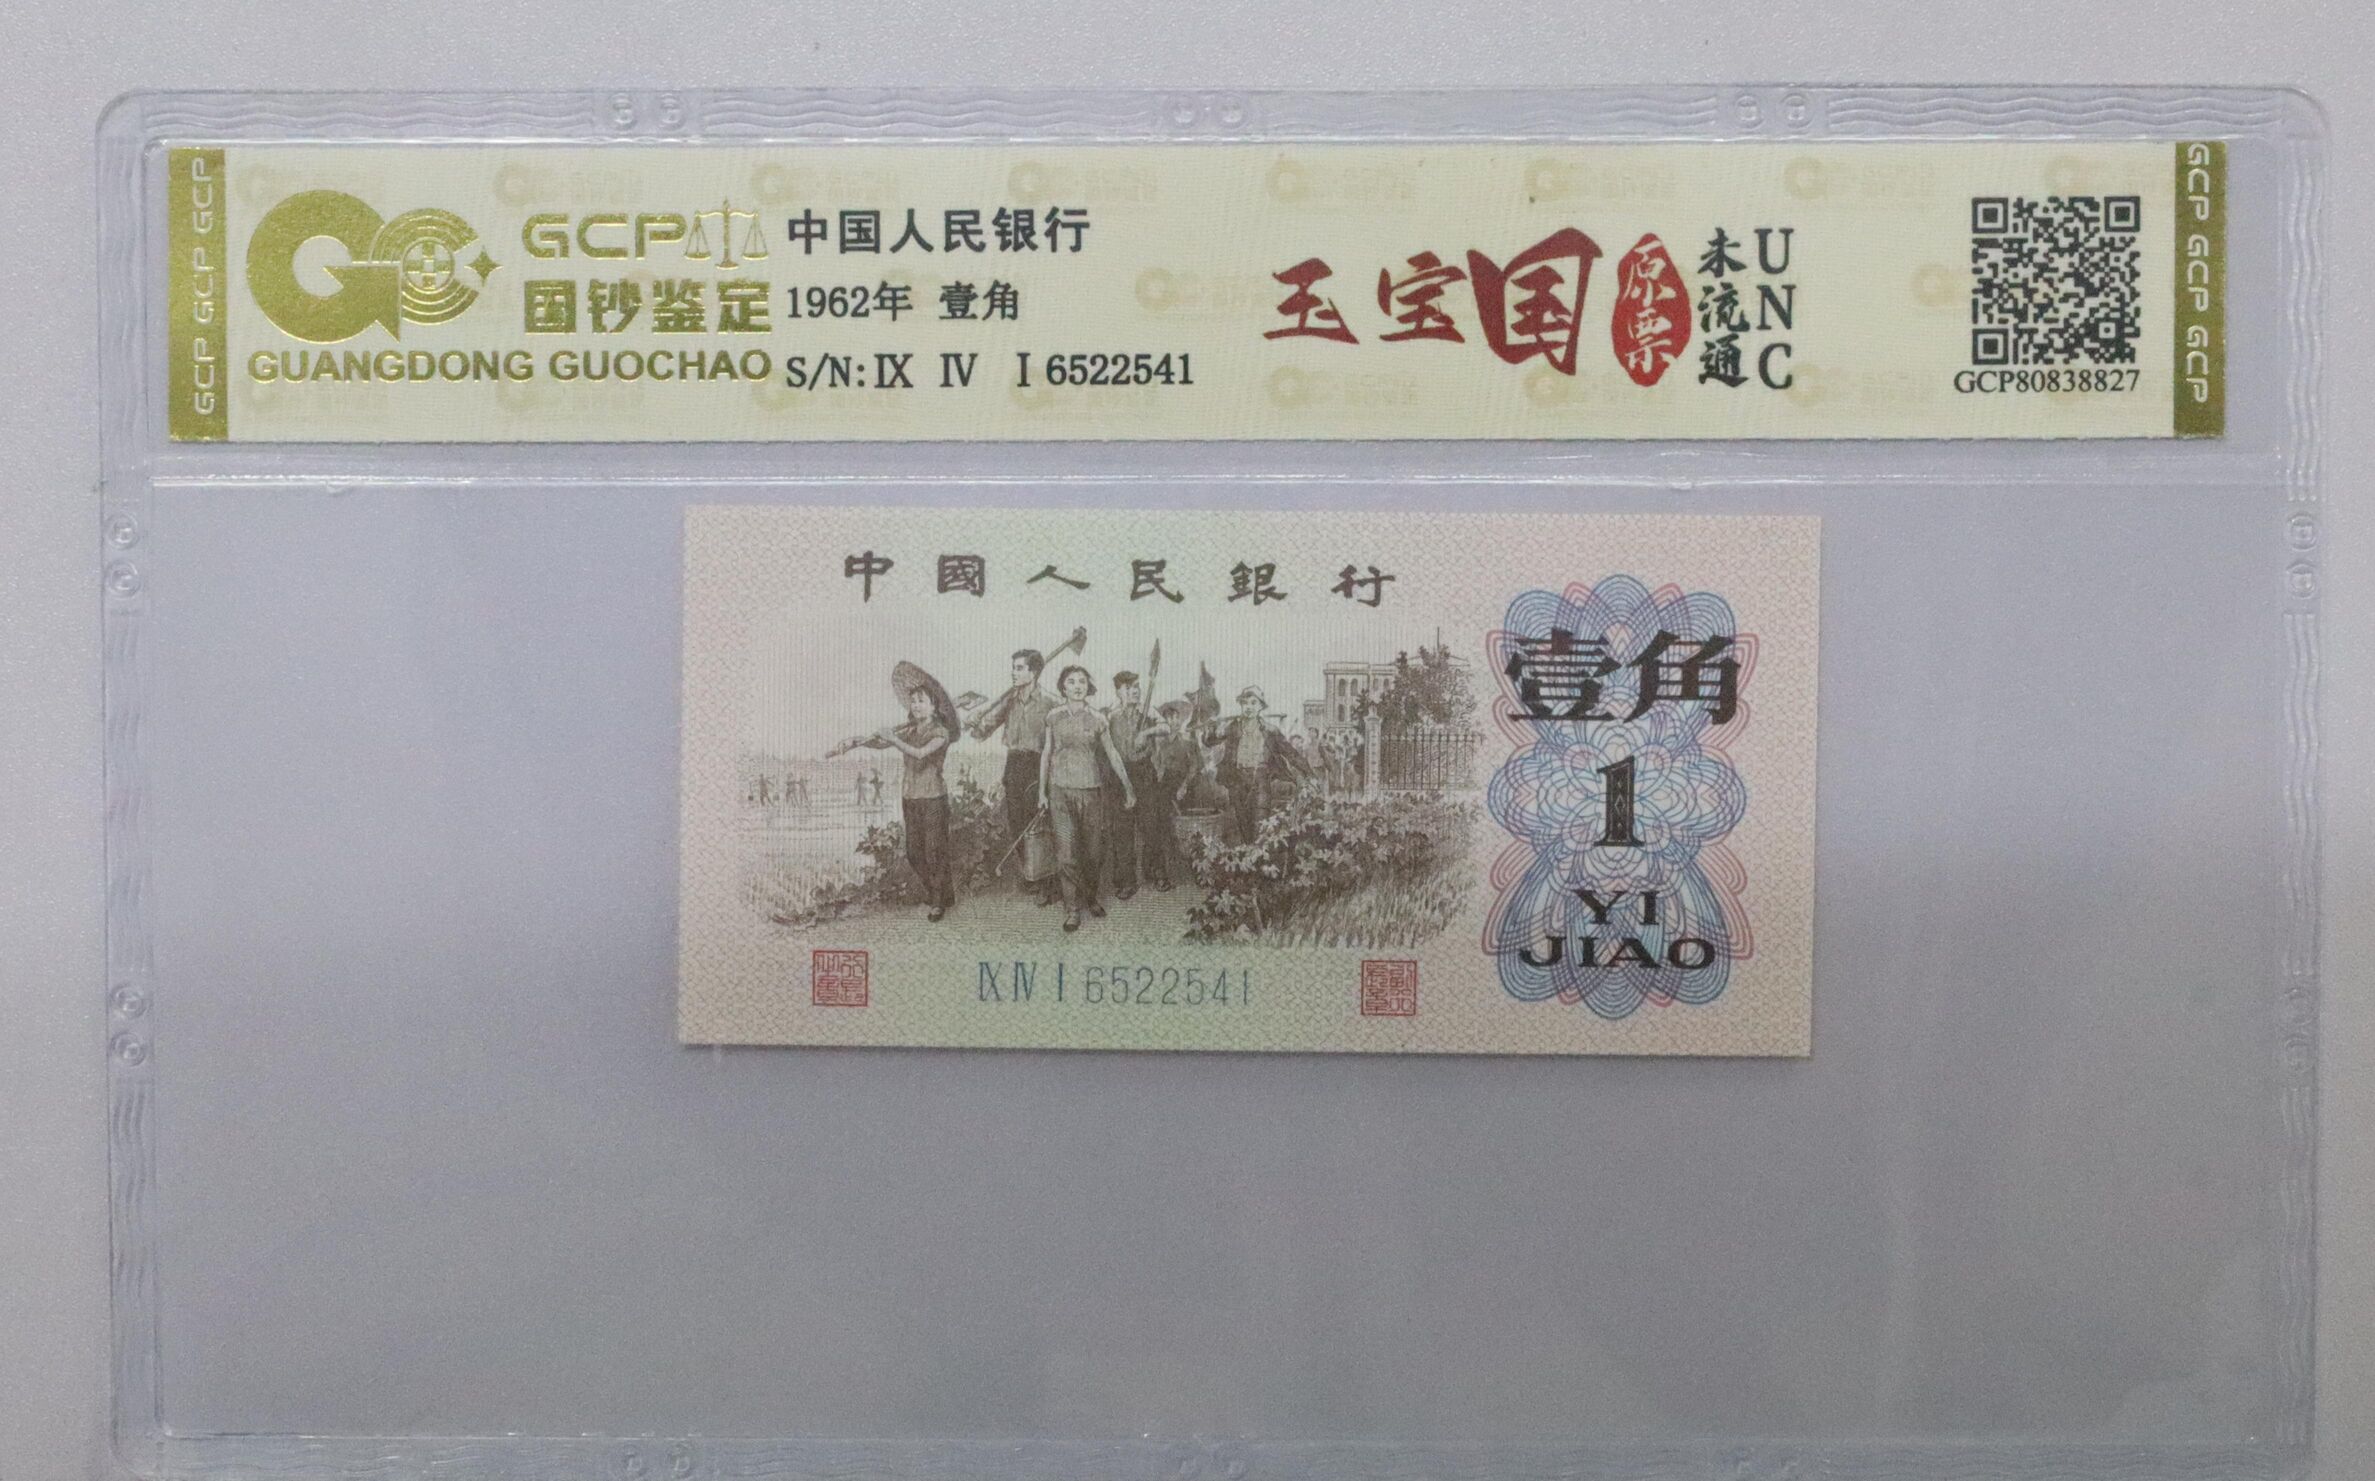 GCP GCP GCP
GCP
国钞鉴定
GUANGDONG GUOCHAO
中国人民银行
1962年 壹角
S/N: IX IV I 6522541
玉宝国
原票
未流通
UNC
GCP80838827
GCP GCP GCP
中國人民銀行
壹角
1
YI
JIAO
IX IV I 6522541